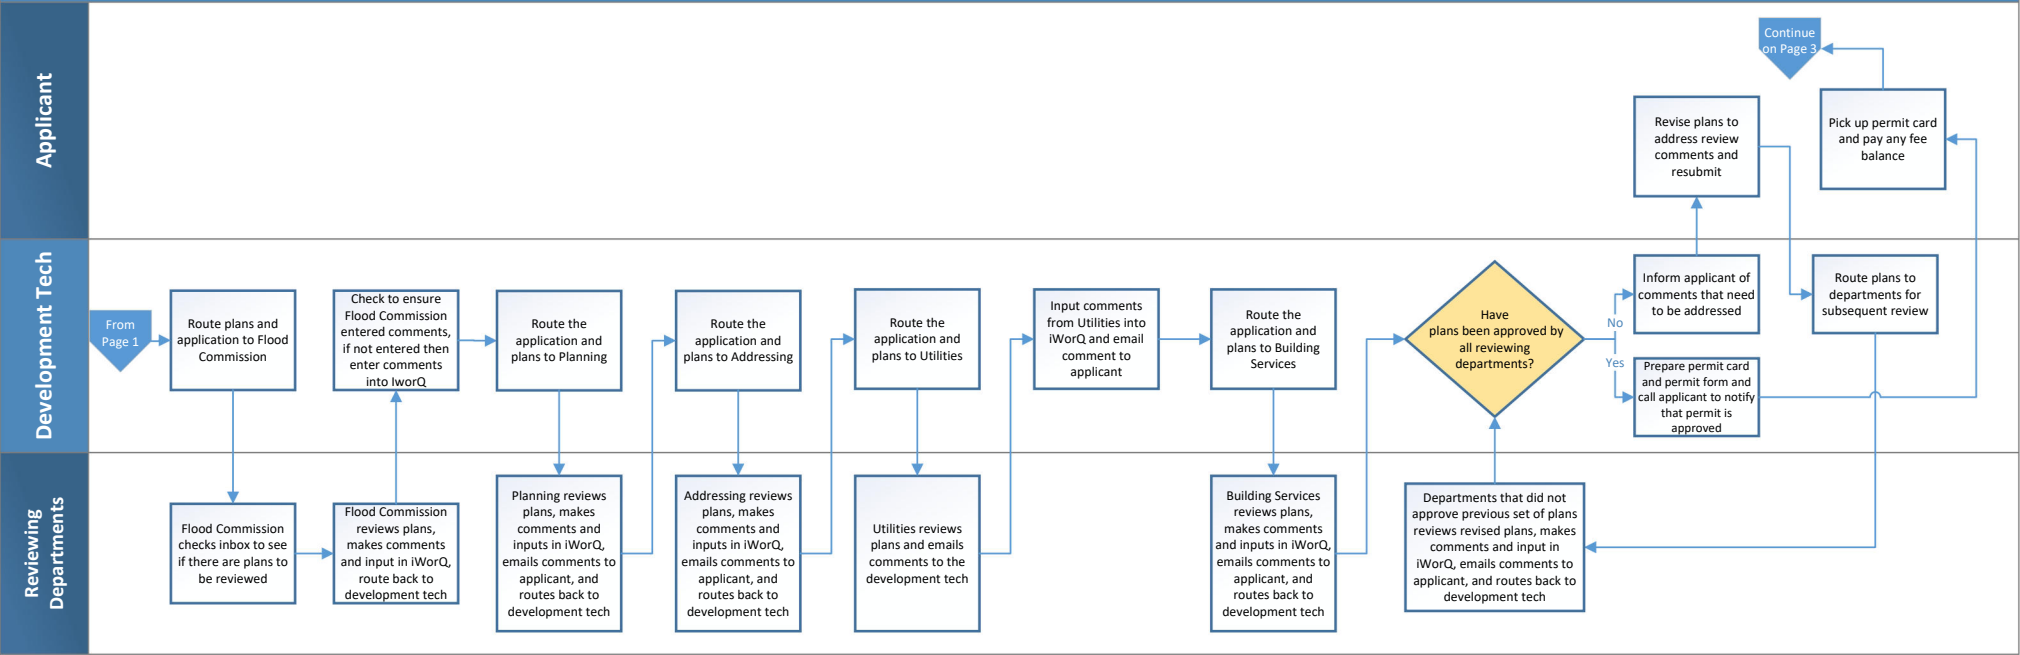 Applicant
Continue
on Page 3
Revise plans to
address review
comments and
resubmit
Pick up permit card
and pay any fee
balance
Development Tech
From
Page 1
Route plans and
application to Flood
Commission
Check to ensure
Flood Commission
entered comments,
if not entered then
enter comments
into IworQ
Route the
application and
plans to Planning
Route the
application and
plans to Addressing
Route the
application and
plans to Utilities
Input comments
from Utilities into
iWorQ and email
comment to
applicant
Route the
application and
plans to Building
Services
Have
plans been approved by
all reviewing
departments?
No
Yes
Inform applicant of
comments that need
to be addressed
Prepare permit card
and permit form and
call applicant to notify
that permit is
approved
Route plans to
departments for
subsequent review
Reviewing
Departments
Flood Commission
checks inbox to see
if there are plans to
be reviewed
Flood Commission
reviews plans,
makes comments
and input in iWorQ,
route back to
development tech
Planning reviews
plans, makes
comments and
inputs in iWorQ,
emails comments to
applicant, and
routes back to
development tech
Addressing reviews
plans, makes
comments and
inputs in iWorQ,
emails comments to
applicant, and
routes back to
development tech
Utilities reviews
plans and emails
comments to the
development tech
Building Services
reviews plans,
makes comments
and inputs in iWorQ,
emails comments to
applicant, and
routes back to
development tech
Departments that did not
approve previous set of plans
reviews revised plans, makes
comments and input in
iWorQ, emails comments to
applicant, and routes back to
development tech